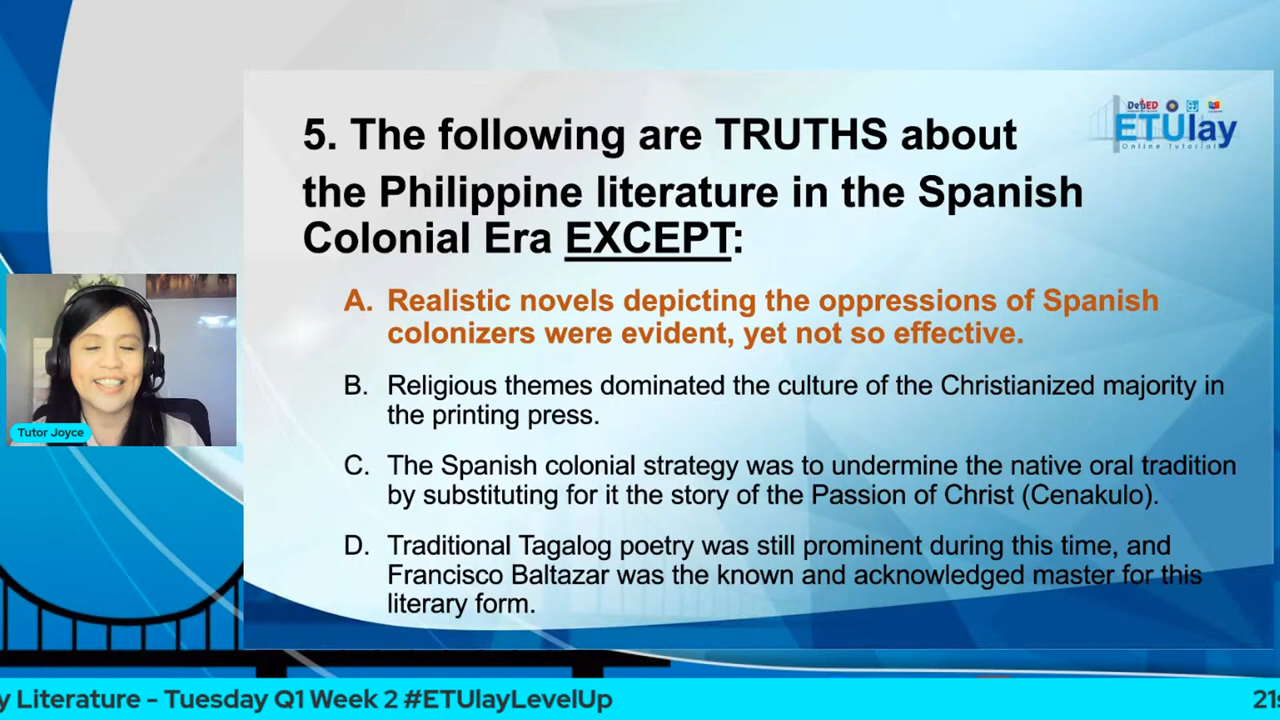 5. The following are TRUTHS about
the Philippine literature in the Spanish
Colonial Era EXCEPT:
DepED
ETUlay
Online Tutorial
A. Realistic novels depicting the oppressions of Spanish
colonizers were evident, yet not so effective.
B. Religious themes dominated the culture of the Christianized majority in
the printing press.
C. The Spanish colonial strategy was to undermine the native oral tradition
by substituting for it the story of the Passion of Christ (Cenakulo).
D. Traditional Tagalog poetry was still prominent during this time, and
Francisco Baltazar was the known and acknowledged master for this
literary form.
Tutor Joyce
y Literature - Tuesday Q1 Week 2 #ETUlayLevelUp
21s